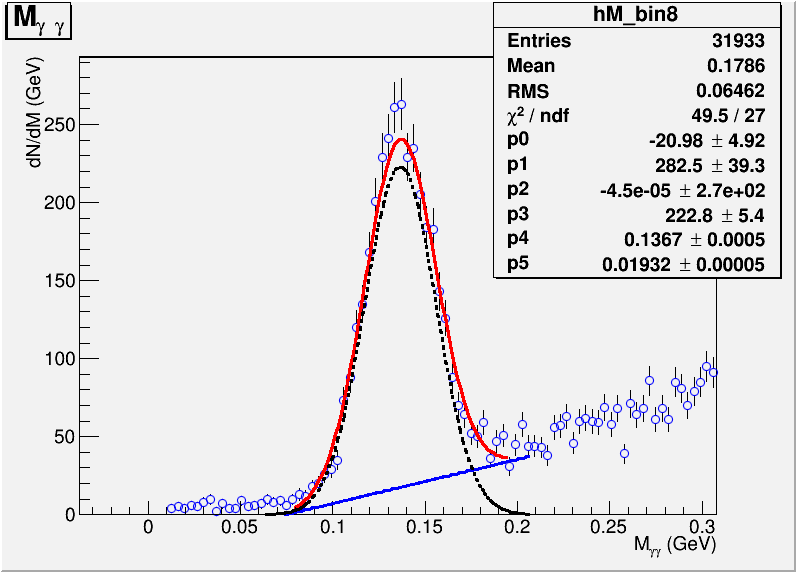 Mγ γ
hM_bin8
Entries 31933
Mean 0.1786
RMS 0.06462
χ² / ndf 49.5 / 27
p0 -20.98 ± 4.92
p1 282.5 ± 39.3
p2 -4.5e-05 ± 2.7e+02
p3 222.8 ± 5.4
p4 0.1367 ± 0.0005
p5 0.01932 ± 0.00005
dN/dM (GeV)
250
200
150
100
50
0
0 0.05 0.1 0.15 0.2 0.25 0.3
Mγγ (GeV)